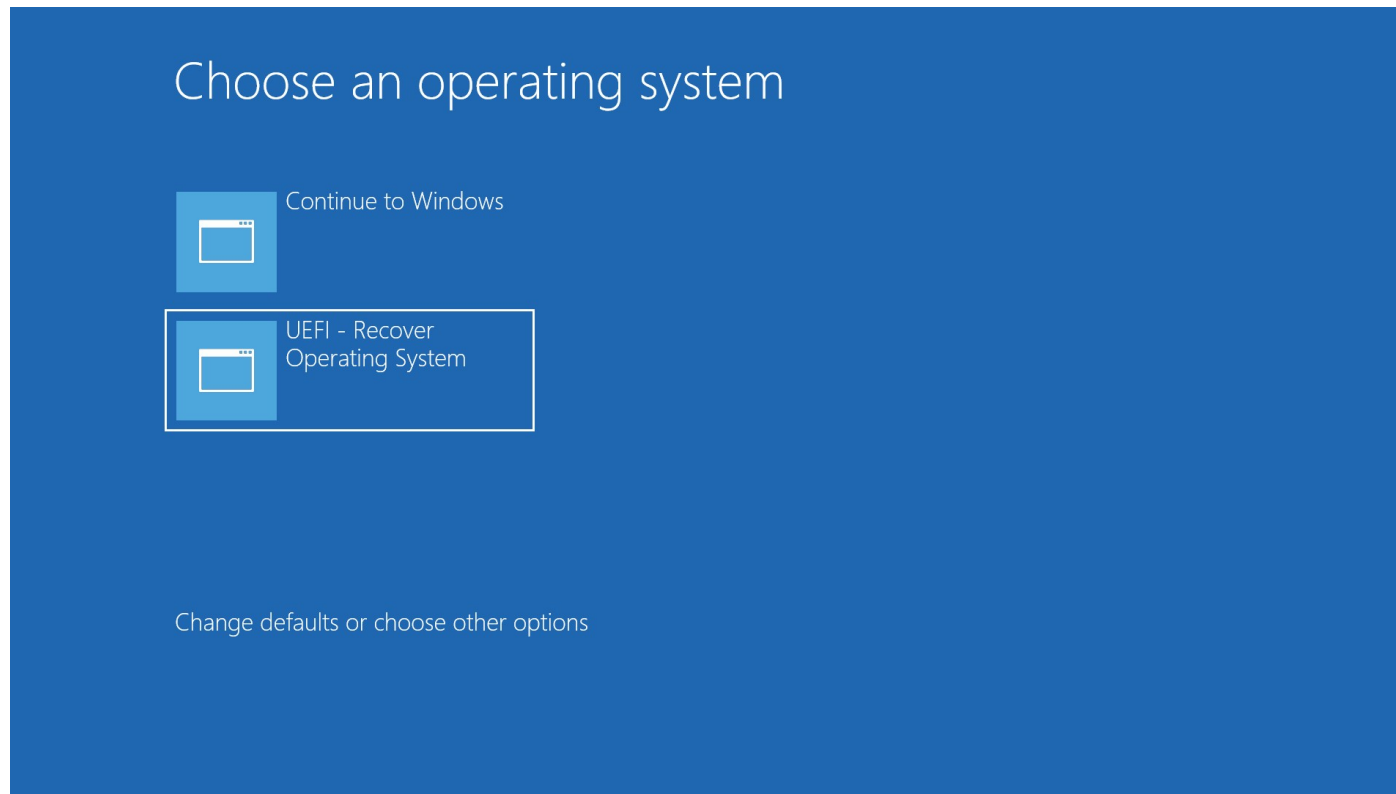 Choose an operating system
Continue to Windows
UEFI - Recover
Operating System
Change defaults or choose other options